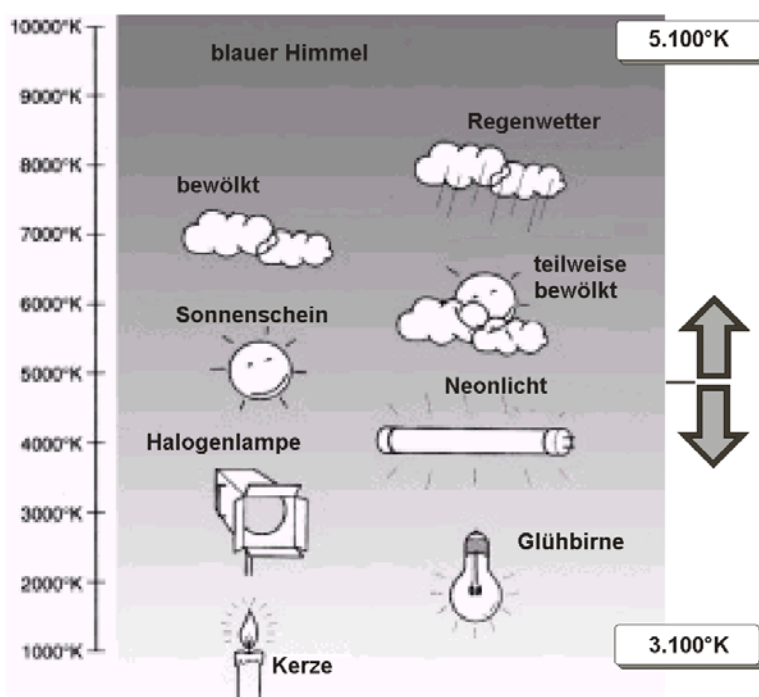 10000°K
5.100°K
blauer Himmel
9000°K
Regenwetter
8000°K
bewölkt
7000°K
teilweise
bewölkt
6000°K
Sonnenschein
5000°K
Neonlicht
4000°K
Halogenlampe
3000°K
Glühbirne
2000°K
3.100°K
1000°K
Kerze